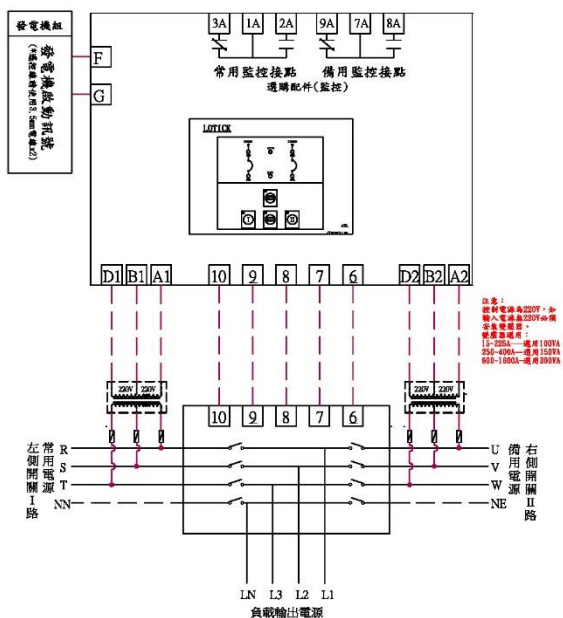 發電機組
發電機啟動訊號
(*遙控線時使用3.5mm電線x2)
F
G
3A 1A 2A 9A 7A 8A
常用監控接點 備用監控接點
選購配件(監控)
LOTICK
D1 B1 A1 10 9 8 7 6 D2 B2 A2
注意：
控制電源為220V，如
輸入電源無220V必須
安裝變壓器。
變壓器選用：
15-225A---選用100VA
250-400A---選用150VA
600-1600A-選用200VA
220V 220V
220V 220V
10 9 8 7 6
左側開關I路
常用電源
R
S
T
NN
U
V
W
NE
備用電源
右側開關II路
LN L3 L2 L1
負載輸出電源